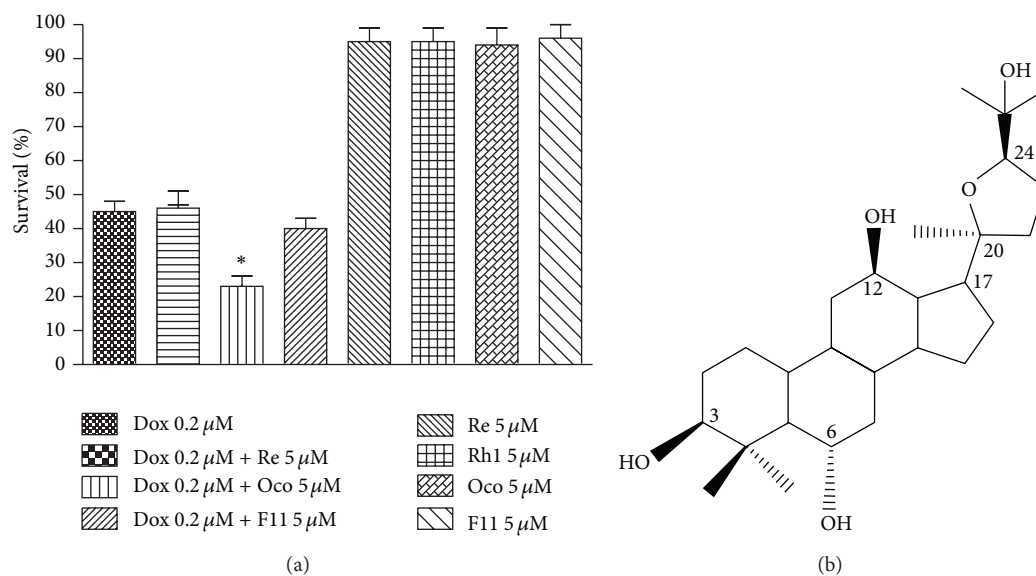 100
90
80
70
60
50
40
30
20
10
0
Survival (%)
*
Dox 0.2 μM
Dox 0.2 μM + Re 5 μM
Dox 0.2 μM + Oco 5 μM
Dox 0.2 μM + F11 5 μM
Re 5 μM
Rh1 5 μM
Oco 5 μM
F11 5 μM
(a)
OH
24
O
OH
20
12
17
3
6
HO
OH
(b)